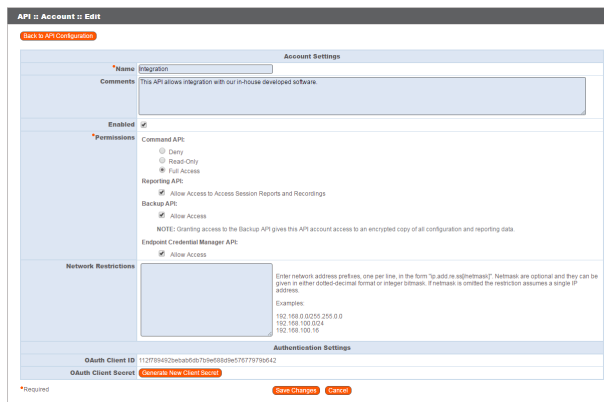 API :: Account :: Edit
Back to API Configuration
Account Settings
*Name Integration
Comments This API allows integration with our in-house developed software.
Enabled
*Permissions
Command API:
Deny
Read-Only
Full Access
Reporting API:
Allow Access to Access Session Reports and Recordings
Backup API:
Allow Access
NOTE: Granting access to the Backup API gives this API account access to an encrypted copy of all configuration and reporting data.
Endpoint Credential Manager API:
Allow Access
Network Restrictions
Enter network address prefixes, one per line, in the form "ip.add.re.ss[/netmask]". Netmask are optional and they can be
given in either dotted-decimal format or integer bitmask. If netmask is omitted the restriction assumes a single IP
address.
Examples:
192.168.0.0/255.255.0.0
192.168.100.0/24
192.168.100.16
Authentication Settings
OAuth Client ID 112f789492bebab6db7b9e688d9e57677979b642
OAuth Client Secret Generate New Client Secret
*Required
Save Changes Cancel